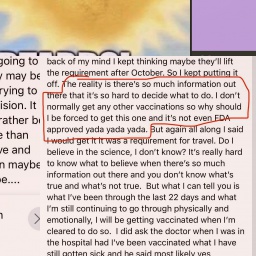 going to
y may be
trying to
ision. It
rather b
e than
ve and
n maybe
be....
back of my mind I kept thinking maybe they'll lift
the requirement after October. So I kept putting it
off. The reality is there's so much information out
there that it's so hard to decide what to do. I don't
normally get any other vaccinations so why should
I be forced to get this one and it's not even FDA
approved yada yada yada. But again all along I said
I would get it it was a requirement for travel. Do I
believe in the science, I don't know? It's really hard
to know what to believe when there's so much
information out there and you don't know what's
true and what's not true. But what I can tell you is
what I've been through the last 22 days and what
I'm still continuing to go through physically and
emotionally, I will be getting vaccinated when I'm
cleared to do so. I did ask the doctor when I was in
the hospital had I've been vaccinated what I have
still gotten sick and he said most likely yes